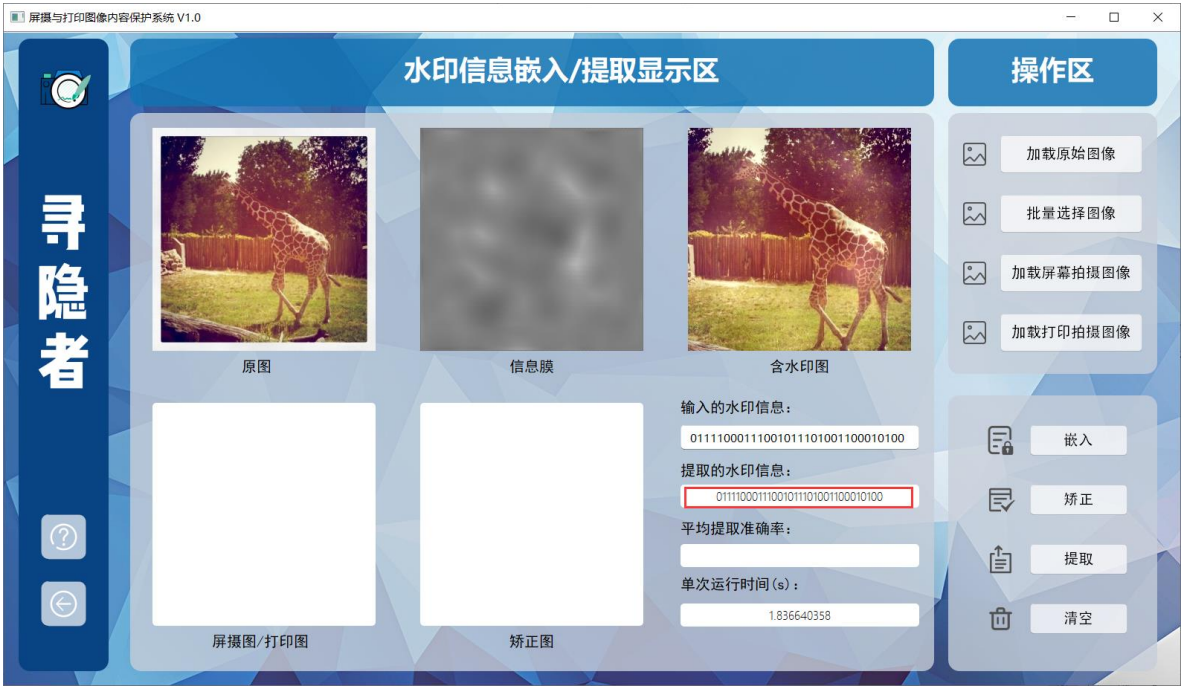 屏摄与打印图像内容保护系统 V1.0
寻隐者
水印信息嵌入/提取显示区
原图
信息膜
含水印图
屏摄图/打印图
矫正图
输入的水印信息:
011110001110010111101001100010100
提取的水印信息:
011110001110010111101001100010100
平均提取准确率:
单次运行时间(s):
1.836640358
操作区
加载原始图像
批量选择图像
加载屏幕拍摄图像
加载打印拍摄图像
嵌入
矫正
提取
清空